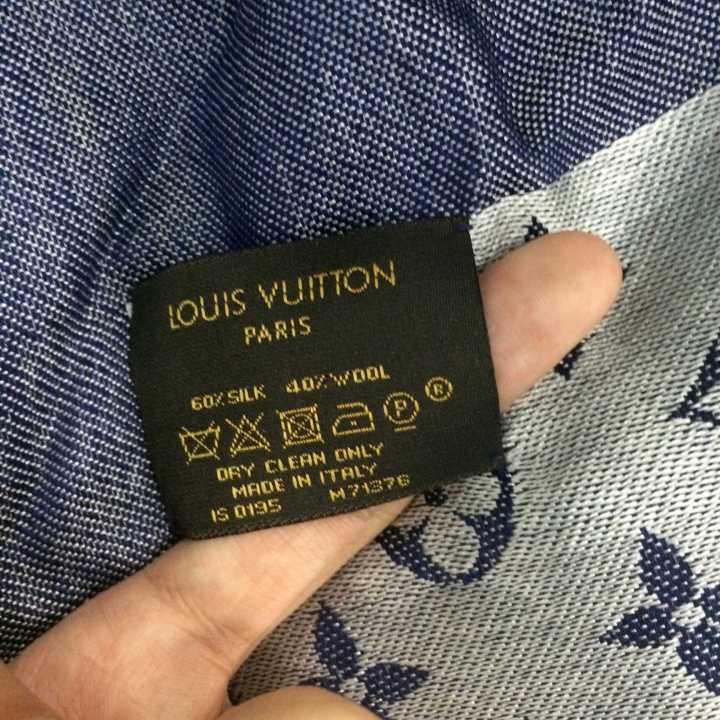 LOUIS VUITTON
PARIS
60%SILK 40%WOOL
P ®
DRY CLEAN ONLY
MADE IN ITALY
IS 0195 M71376